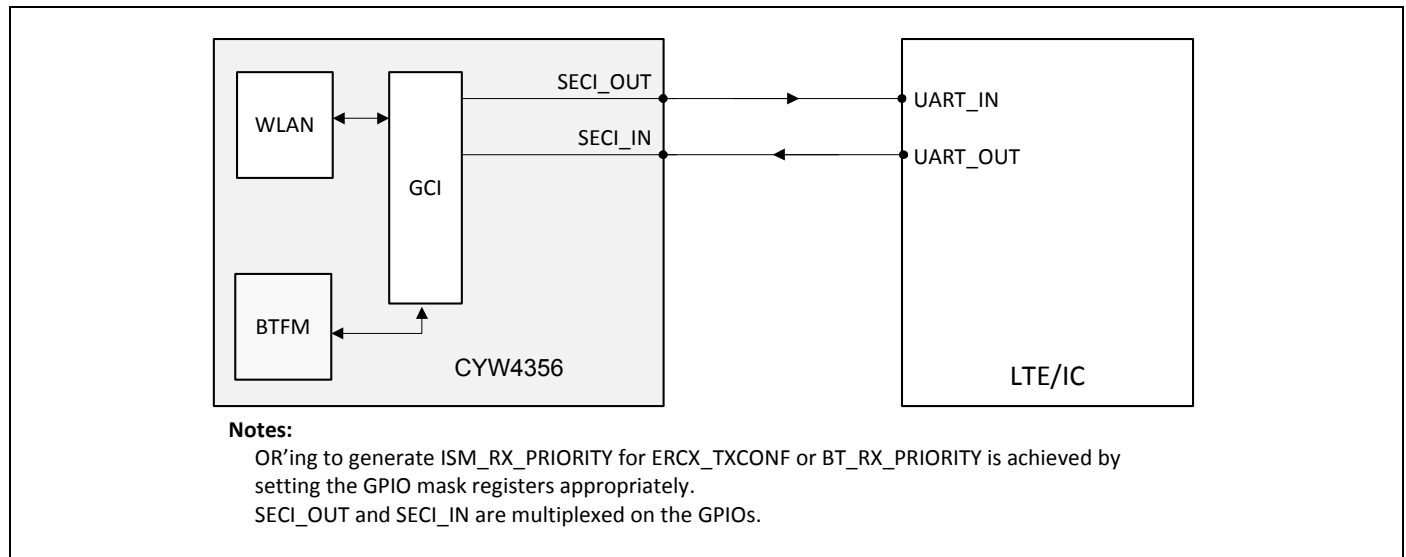 SECI_OUT
UART_IN
WLAN
SECI_IN
UART_OUT
GCI
BTFM
CYW4356
LTE/IC
Notes:
OR’ing to generate ISM_RX_PRIORITY for ERCX_TXCONF or BT_RX_PRIORITY is achieved by
setting the GPIO mask registers appropriately.
SECI_OUT and SECI_IN are multiplexed on the GPIOs.